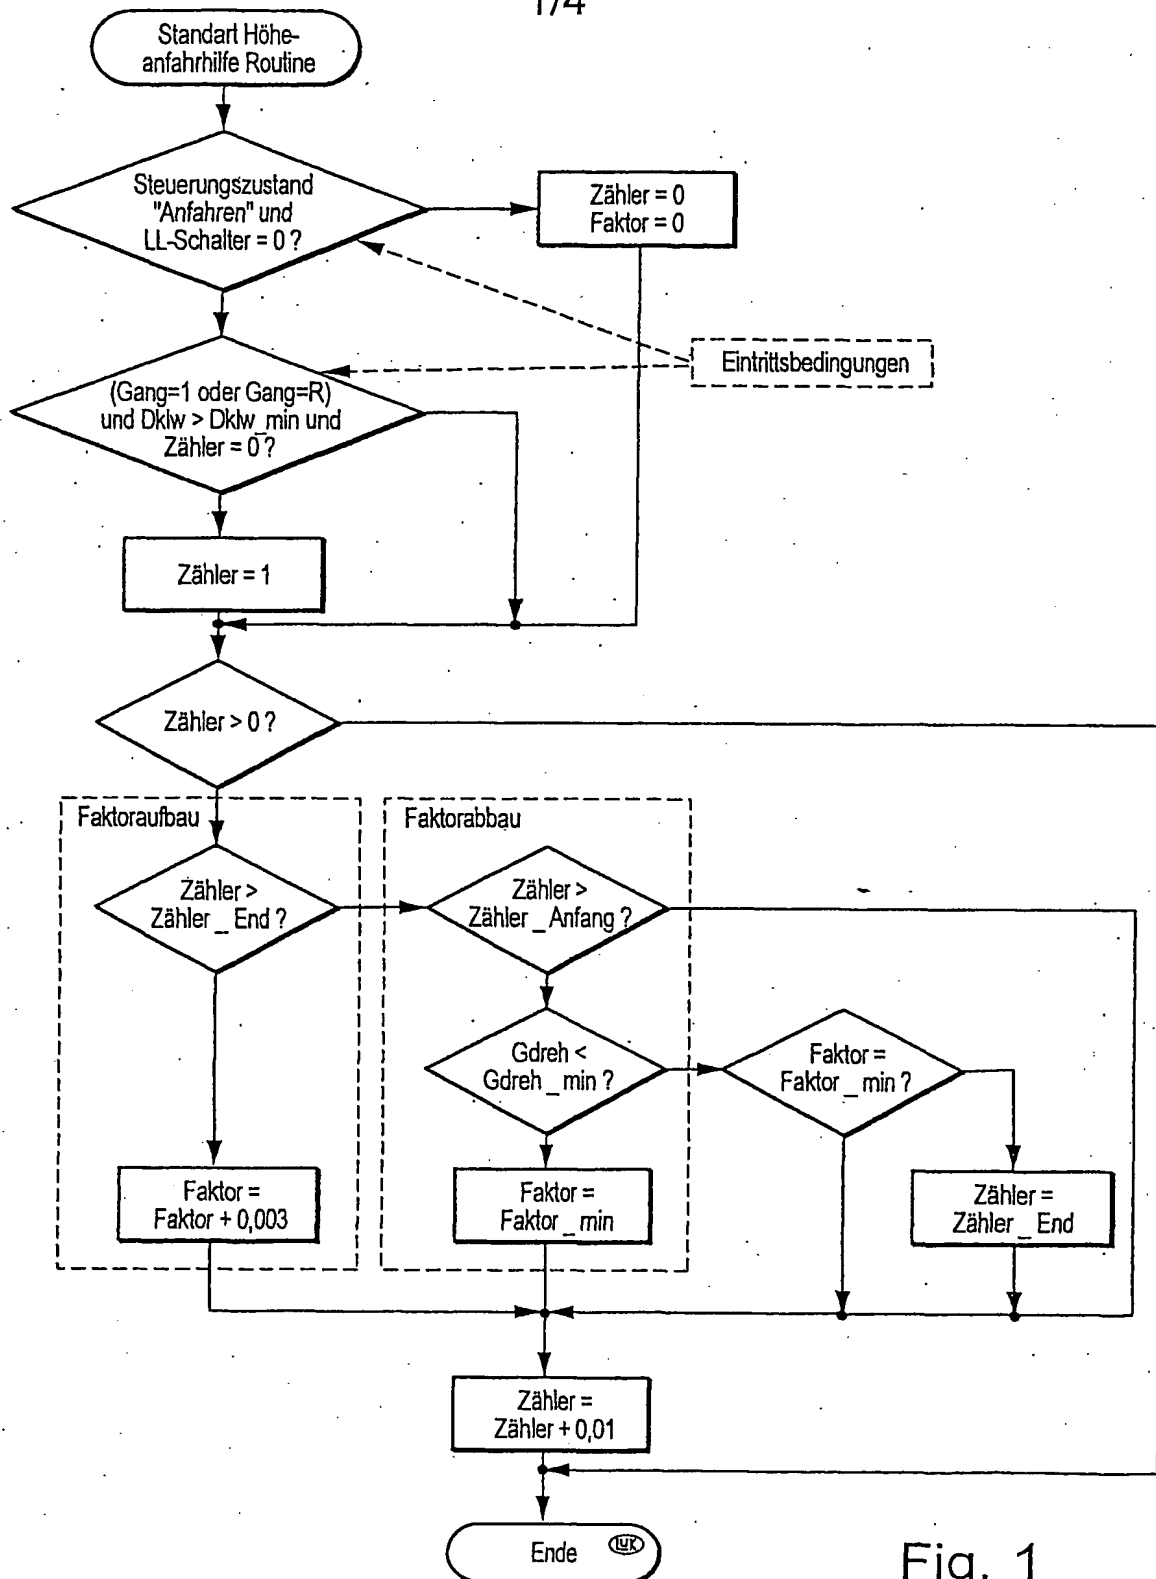 1/4
Standart Höhe-
anfahrhilfe Routine
Steuerungszustand
"Anfahren" und
LL-Schalter = 0 ?
Zähler = 0
Faktor = 0
Eintrittsbedingungen
(Gang=1 oder Gang=R)
und Dklw > Dklw_min und
Zähler = 0 ?
Zähler = 1
Zähler > 0 ?
Faktoraufbau
Faktorabbau
Zähler >
Zähler _ End ?
Zähler >
Zähler _ Anfang ?
Gdreh <
Gdreh _ min ?
Faktor =
Faktor _ min ?
Faktor =
Faktor + 0,003
Faktor =
Faktor _ min
Zähler =
Zähler _ End
Zähler =
Zähler + 0,01
Ende
LuK
Fig. 1